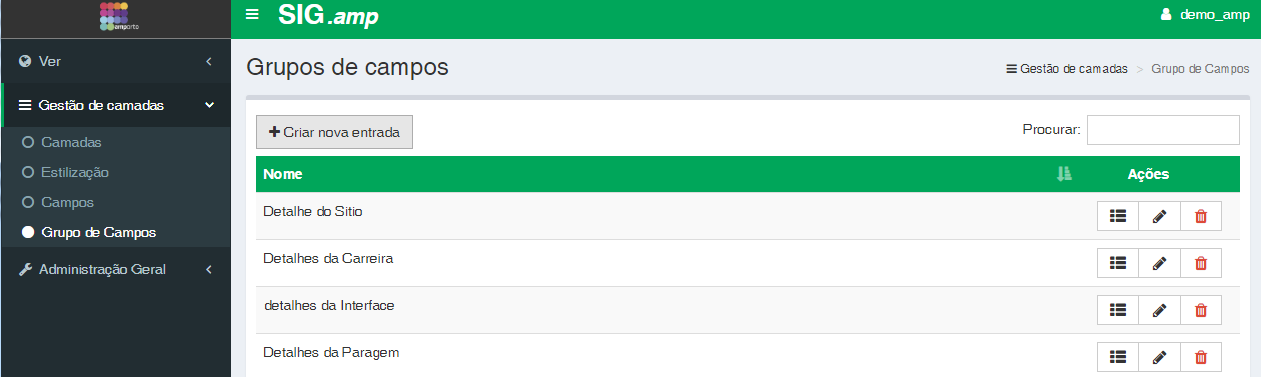 amporto
SIG.amp
demo_amp
Ver
Gestão de camadas
Camadas
Estilização
Campos
Grupo de Campos
Administração Geral
Grupos de campos
Gestão de camadas > Grupo de Campos
Criar nova entrada
Procurar:
Nome Ações
Detalhe do Sitio
Detalhes da Carreira
detalhes da Interface
Detalhes da Paragem